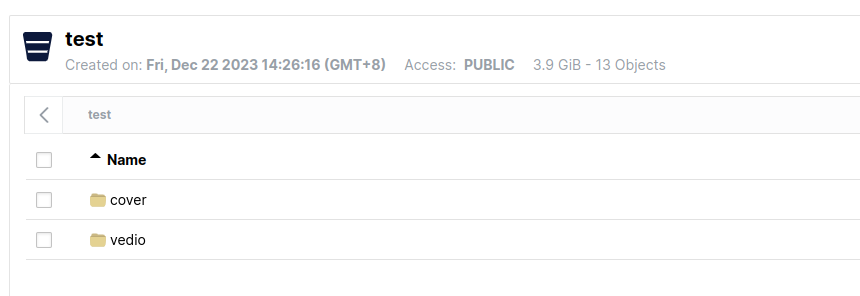 test
Created on: Fri, Dec 22 2023 14:26:16 (GMT+8) Access: PUBLIC 3.9 GiB - 13 Objects
test
Name
cover
vedio